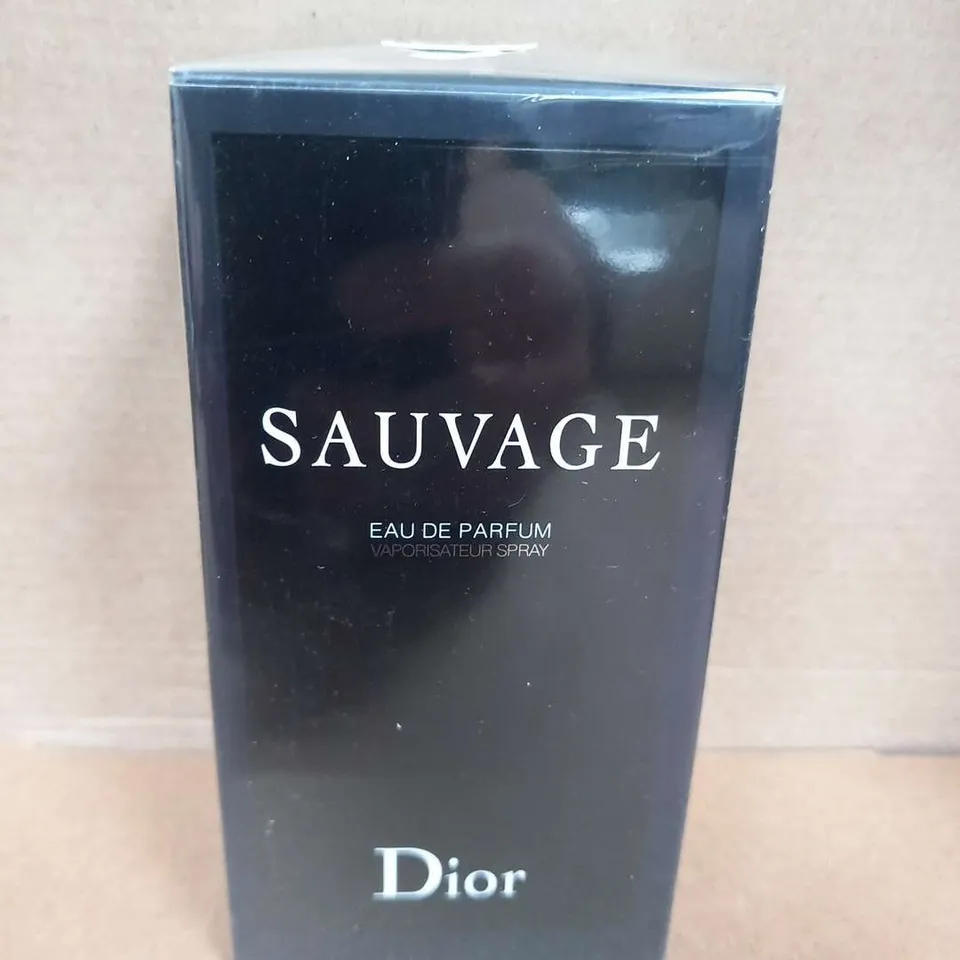 SAUVAGE
EAU DE PARFUM
VAPORISATEUR SPRAY
Dior